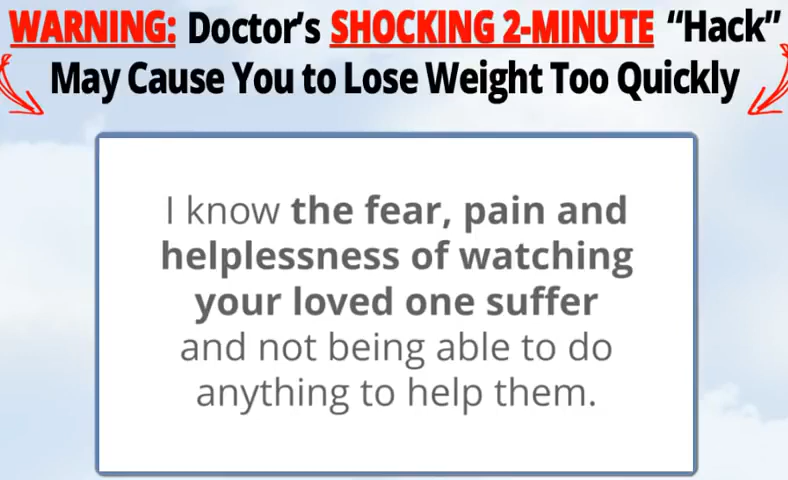 WARNING: Doctor's SHOCKING 2-MINUTE “Hack”
May Cause You to Lose Weight Too Quickly
I know the fear, pain and
helplessness of watching
your loved one suffer
and not being able to do
anything to help them.